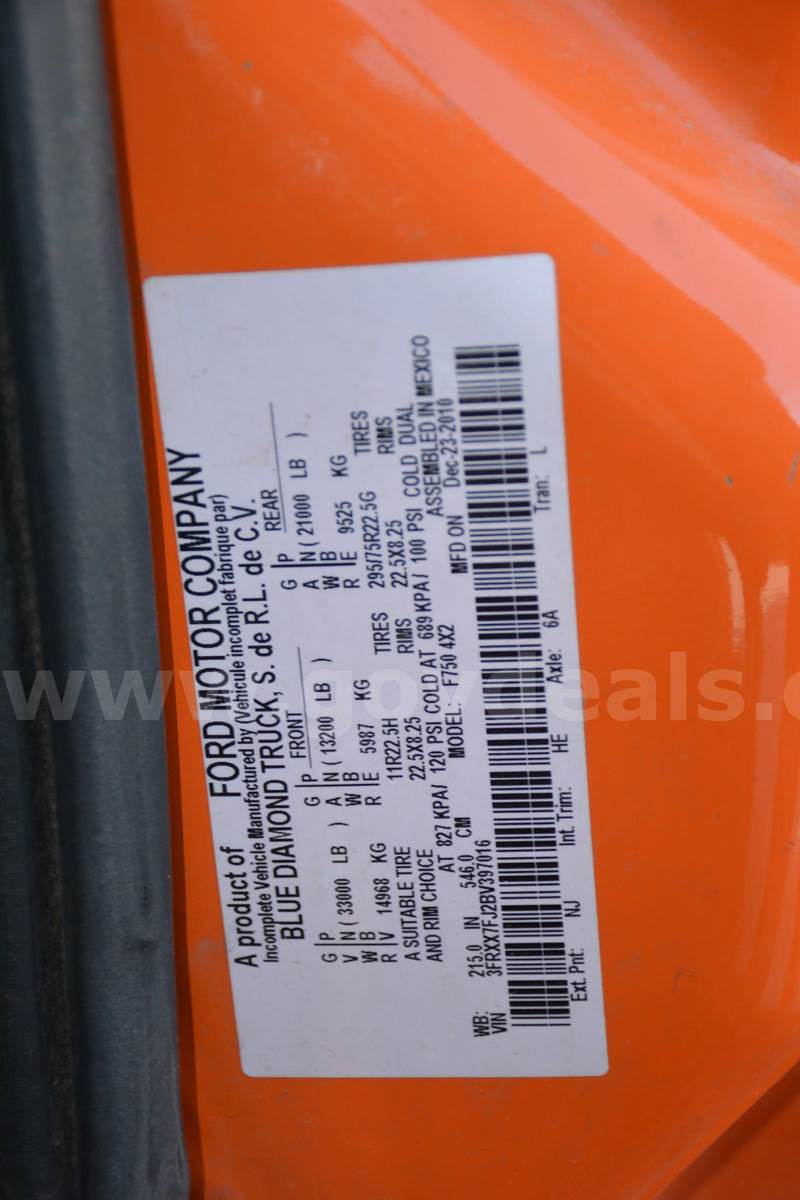 A product of FORD MOTOR COMPANY
Incomplete Vehicle Manufactured by (Vehicule incomplet fabrique par)
BLUE DIAMOND TRUCK, S. de R.L. de C.V.
FRONT REAR
G P G P G P
V N ( 33000 LB ) A N ( 13200 LB ) A N ( 21000 LB )
W B W B W B
R V 14968 KG R E 5987 KG R E 9525 KG
A SUITABLE TIRE 11R22.5H TIRES 295/75R22.5G TIRES
AND RIM CHOICE 22.5X8.25 RIMS 22.5X8.25 RIMS
AT 827 KPA/ 120 PSI COLD AT 689 KPA/ 100 PSI COLD DUAL
MODEL: F750 4X2 ASSEMBLED IN MEXICO
WB: 215.0 IN 546.0 CM MFD ON Dec-23-2010
VIN 3FRXX7FJ2BV397016
Ext. Pnt: NJ Int. Trim: HE Axle: 6A Tran: L
www.govdeals.c